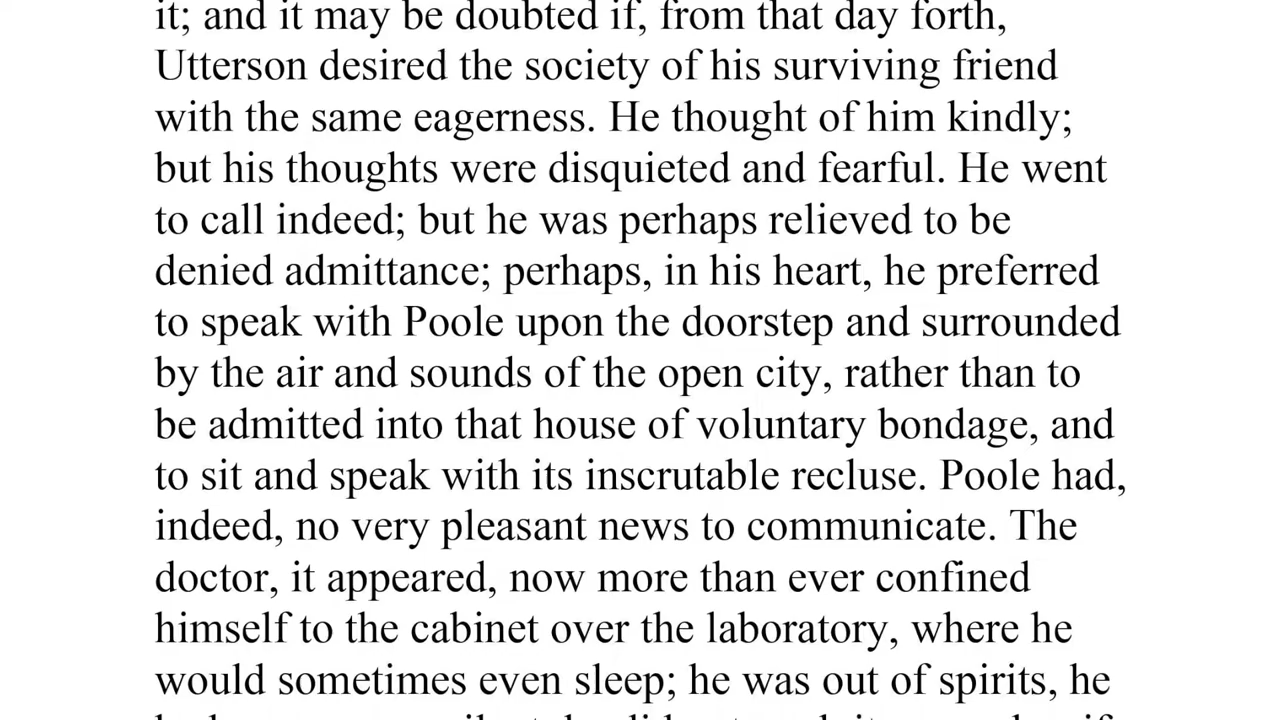 it; and it may be doubted if, from that day forth,
Utterson desired the society of his surviving friend
with the same eagerness. He thought of him kindly;
but his thoughts were disquieted and fearful. He went
to call indeed; but he was perhaps relieved to be
denied admittance; perhaps, in his heart, he preferred
to speak with Poole upon the doorstep and surrounded
by the air and sounds of the open city, rather than to
be admitted into that house of voluntary bondage, and
to sit and speak with its inscrutable recluse. Poole had,
indeed, no very pleasant news to communicate. The
doctor, it appeared, now more than ever confined
himself to the cabinet over the laboratory, where he
would sometimes even sleep; he was out of spirits, he